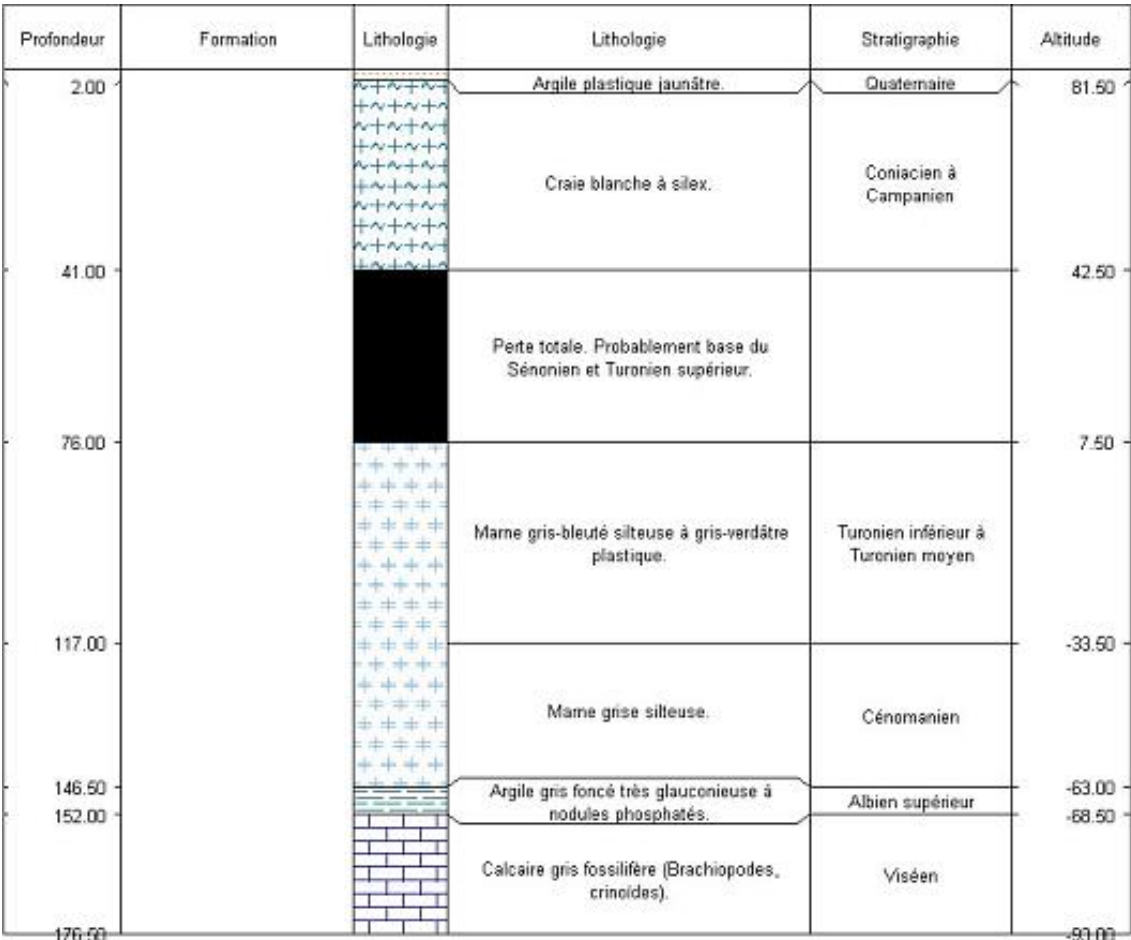 Profondeur Formation Lithologie Lithologie Stratigraphie Altitude
2.00 Argile plastique jaunâtre. Quaternaire 81.50
Craie blanche à silex. Coniacien à
Campanien
41.00 42.50
Perte totale. Probablement base du
Sénonien et Turonien supérieur.
76.00 7.50
Marne gris-bleuté silteuse à gris-verdâtre
plastique.
Turonien inférieur à
Turonien moyen
117.00 -33.50
Marne grise silteuse. Cénomanien
146.50 -63.00
Argile gris foncé très glauconieuse à
nodules phosphatés.
Albien supérieur
152.00 -68.50
Calcaire gris fossilifère (Brachiopodes,
crinoïdes).
Viséen
176.50 -93.00